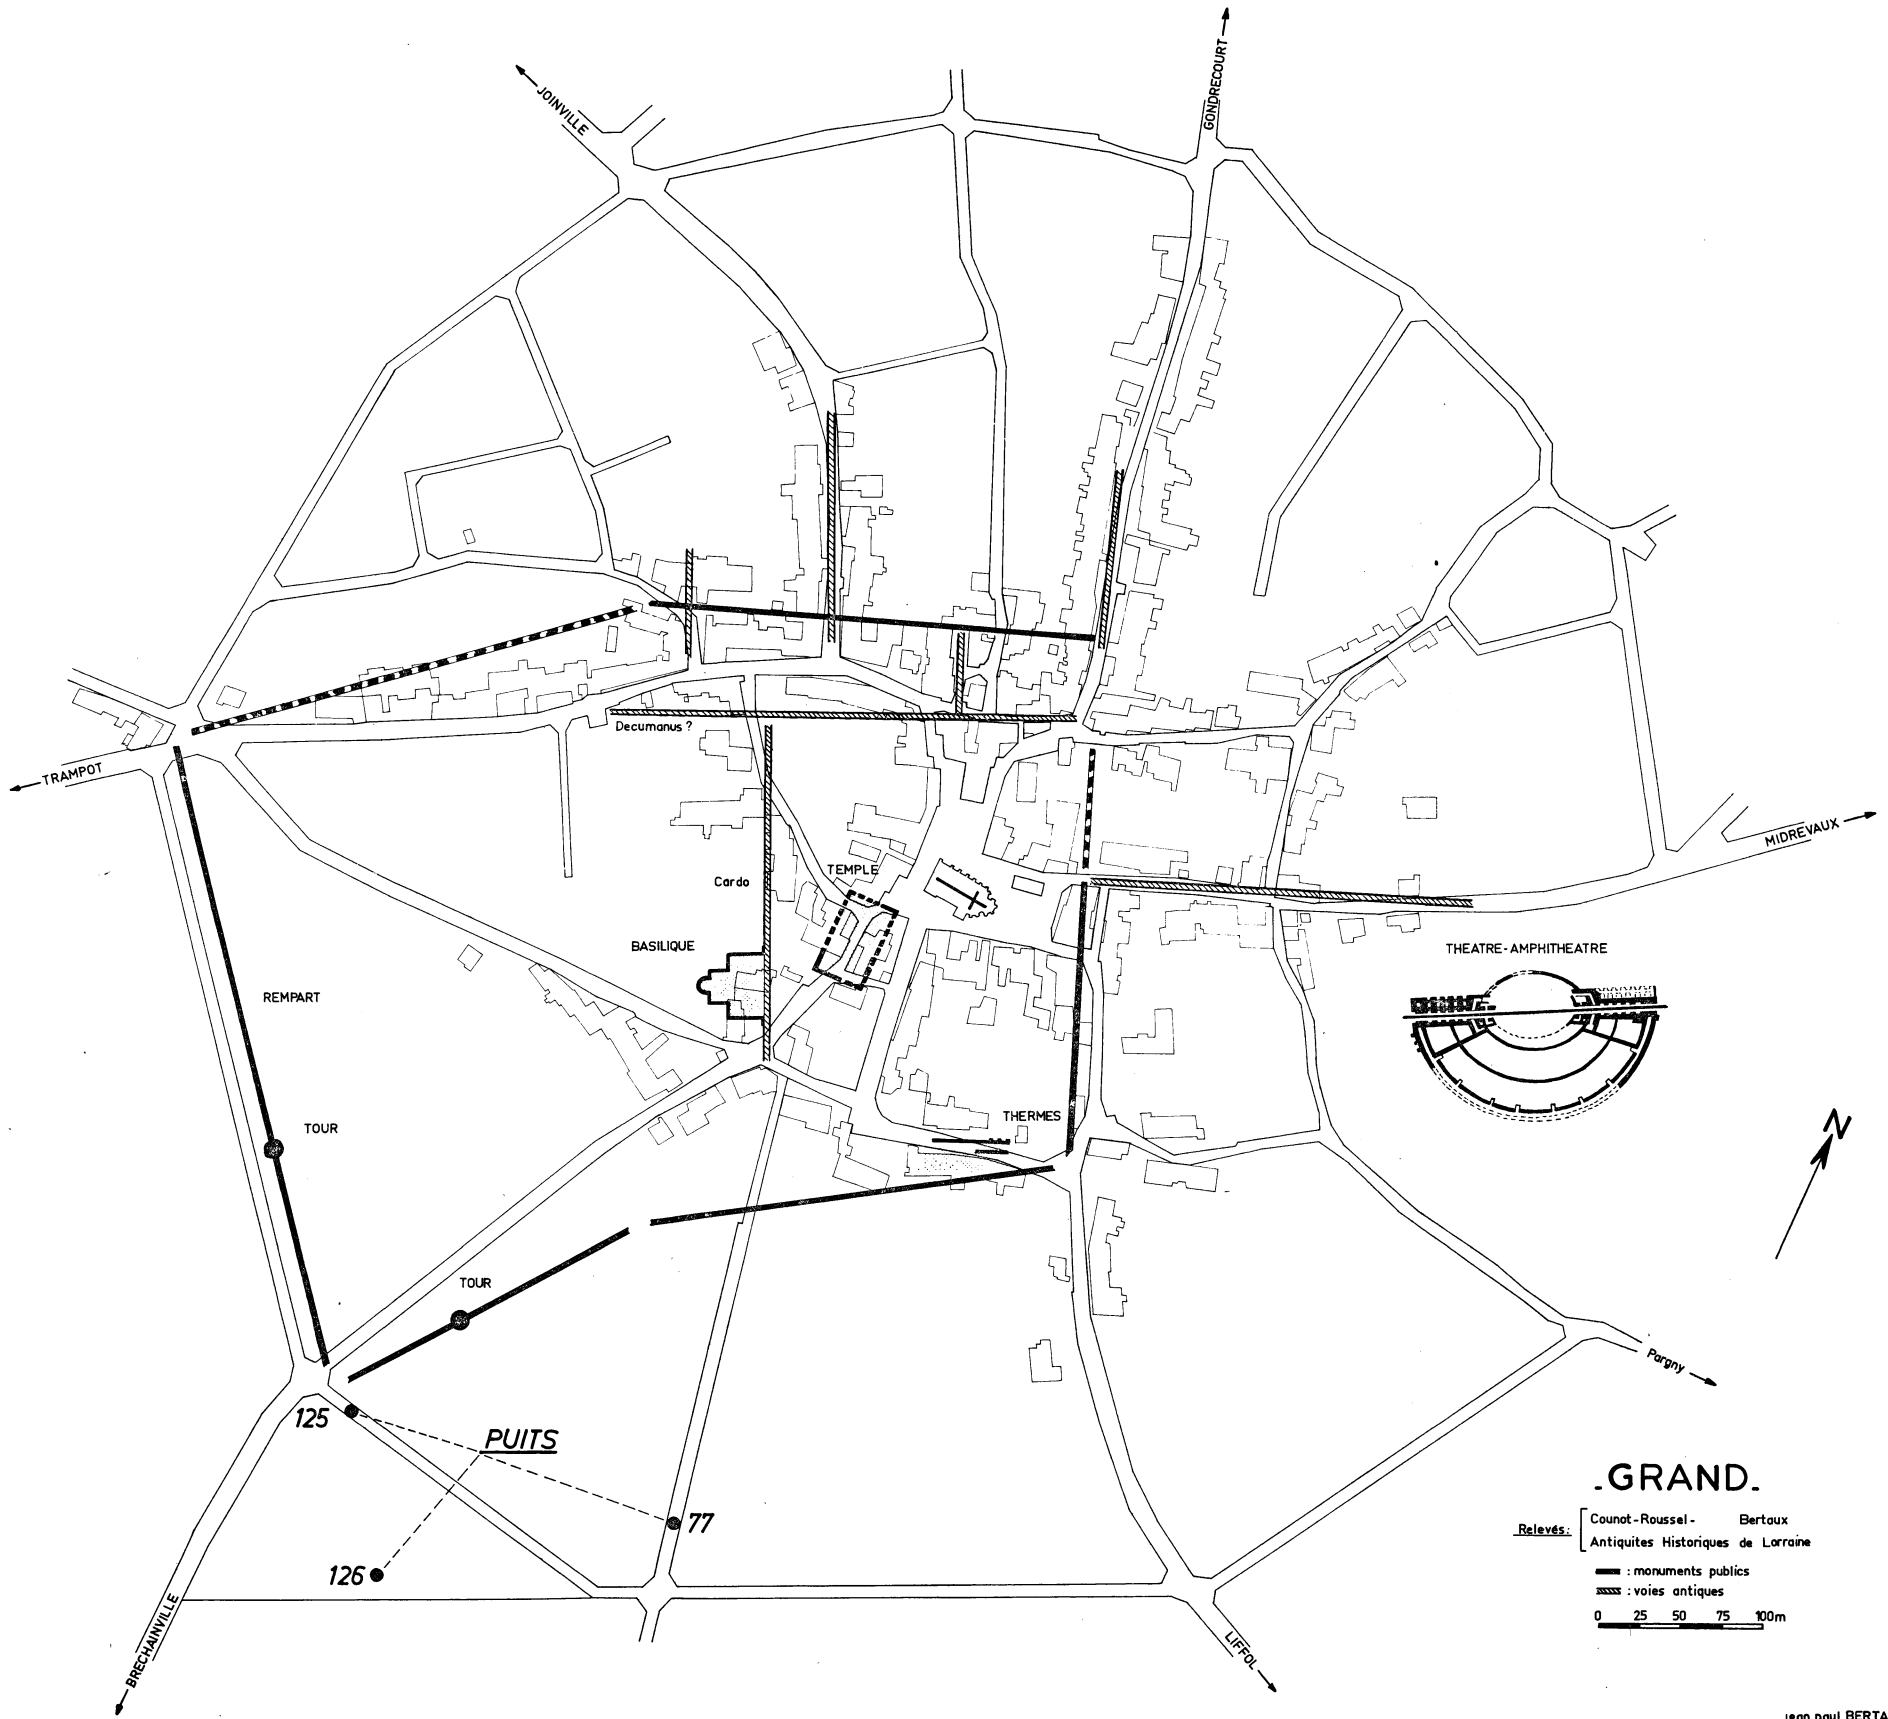 GONDRECOURT
JOINVILLE
Decumanus ?
TRAMPOT
MIDREVAUX
TEMPLE
Cardo
BASILIQUE
THEATRE-AMPHITHEATRE
REMPART
THERMES
TOUR
N
TOUR
Pargny
125
PUITS
77
126
BRECHAINVILLE
LIFFOL
-GRAND-
Relevés:
Counot-Roussel- Bertaux
Antiquites Historiques de Lorraine
: monuments publics
: voies antiques
0 25 50 75 100m
jean paul BERTA